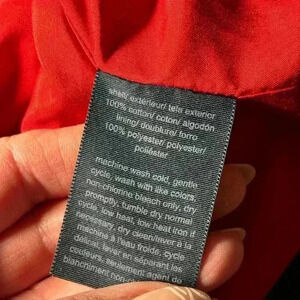 shell/ extérieur/ tela exterior
100% cotton/ coton/ algodón
lining/ doublure/ forro
100% polyester/ polyester/
poliéster
machine wash cold, gentle
cycle, wash with like colors,
non-chlorine bleach only, dry
promptly, tumble dry normal
cycle, low heat, low heat iron if
necessary, dry clean/laver à la
machine à l'eau froide, cycle
délicat, laver en séparant les
couleurs, seulement agent de
blanchiment non-